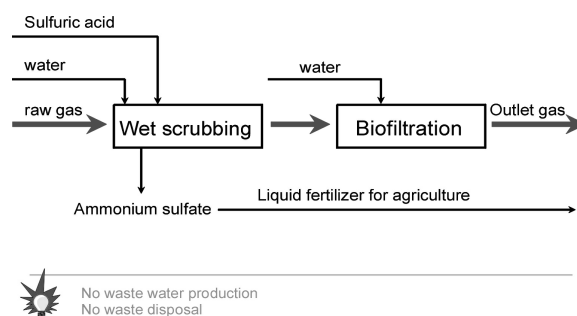 Sulfuric acid
water
water
raw gas
Wet scrubbing
Biofiltration
Outlet gas
Ammonium sulfate
Liquid fertilizer for agriculture
No waste water production
No waste disposal